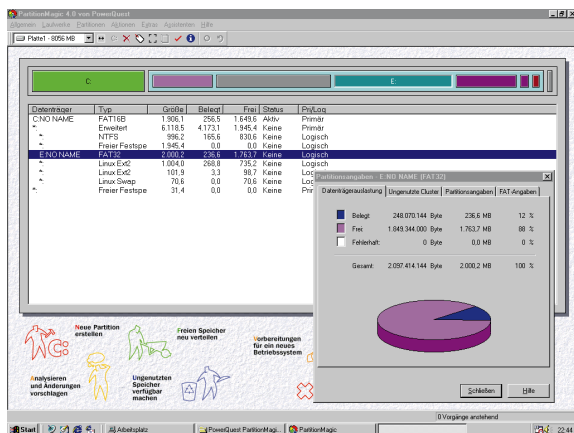 PartitionMagic 4.0 von PowerQuest
Allgemein Laufwerke Partitionen Aktionen Extras Assistenten Hilfe
Platte1 - 8056 MB
C: E:
Datenträger Typ Größe Belegt Frei Status Pri/Log
C:NO NAME FAT16B 1.906,1 256,5 1.649,6 Aktiv Primär
*: Erweitert 6.118,5 4.173,1 1.945,4 Keine Primär
*: NTFS 996,2 165,6 830,6 Keine Logisch
*: Freier Festspe 1.945,4 0,0 0,0 Keine Logisch
E:NO NAME FAT32 2.000,2 236,6 1.763,7 Keine Logisch
*: Linux Ext2 1.004,0 268,8 735,2 Keine Logisch
*: Linux Ext2 101,9 3,3 98,7 Keine Logisch
*: Linux Swap 70,6 0,0 70,6 Keine Logisch
*: Freier Festspe 31,4 0,0 0,0 Keine Pri
Partitionsangaben - E:NO NAME (FAT32)
Datenträgerauslastung Ungenutzte Cluster Partitionsangaben FAT-Angaben
Belegt: 248.070.144 Byte 236,6 MB 12 %
Frei: 1.849.344.000 Byte 1.763,7 MB 88 %
Fehlerhaft: 0 Byte 0,0 MB 0 %
Gesamt: 2.097.414.144 Byte 2.000,2 MB 100 %
Schließen Hilfe
Neue Partition
erstellen
Freien Speicher
neu verteilen
Vorbereitungen
für ein neues
Betriebssystem
Analysieren
und Änderungen
vorschlagen
Ungenutzten
Speicher
verfügbar
machen
0 Vorgänge anstehend
Start Arbeitsplatz PowerQuest PartitionMagi... PartitionMagic 22:44